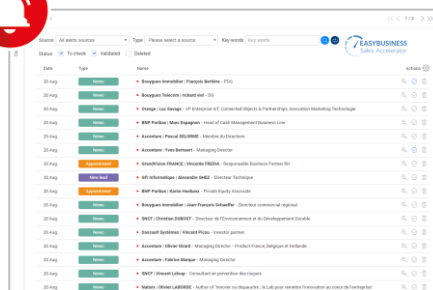 1 / 2
Source All alerts sources Type Please select a source Key words Key words
EASYBUSINESS
Sales Accelerator
Status To check Validated Deleted
Date Type Name Actions
20 Aug News Bouygues Immobilier : François Bertière - PDG
20 Aug News Bouygues Telecom : richard viel - DG
20 Aug News Orange : Luc Savage - VP Enterprise IoT, Connected Objects & Partnerships, Innovation Marketing Technologie
20 Aug News BNP Paribas : Marc Espagnon - Head of Cash Management Business Line
20 Aug News Accenture : Pascal DELORME - Membre du Directoire
20 Aug News Accenture : Yves Bernaert - Managing Director
20 Aug Appointment GrandVision FRANCE : Vincente FREDIA - Responsable Business Partner RH
20 Aug New lead GFI Informatique : Alexandre GHEZ - Directeur Technique
20 Aug Appointment BNP Paribas : Karim Hediana - Private Equity Associate
20 Aug News Bouygues Immobilier : Jean-François Schaeffer - Directeur commercial regional
20 Aug News SNCF : Christian DUBOST - Directeur de l'Environnement et du Développement Durable
20 Aug News Dassault Systèmes : Vincent Picou - Investor partner
20 Aug News Accenture : Olivier Girard - Managing Director - Product France, Belgique et Hollande
20 Aug News Accenture : Fabrice Marque - Managing Director
20 Aug News SNCF : Vincent Leloup - Consultant en prévention des risques
20 Aug News Natixis : Olivier LABORDE - Author of "Innover ou disparaître : le Lab pour remettre l'innovation au coeur de l'entreprise"